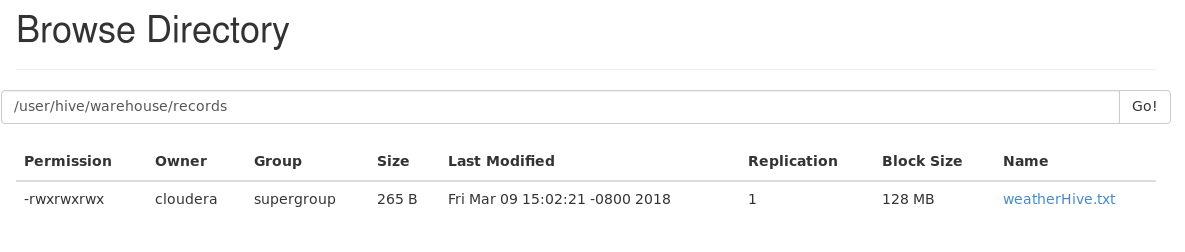 Browse Directory
/user/hive/warehouse/records Go!
Permission Owner Group Size Last Modified Replication Block Size Name
-rwxrwxrwx cloudera supergroup 265 B Fri Mar 09 15:02:21 -0800 2018 1 128 MB weatherHive.txt